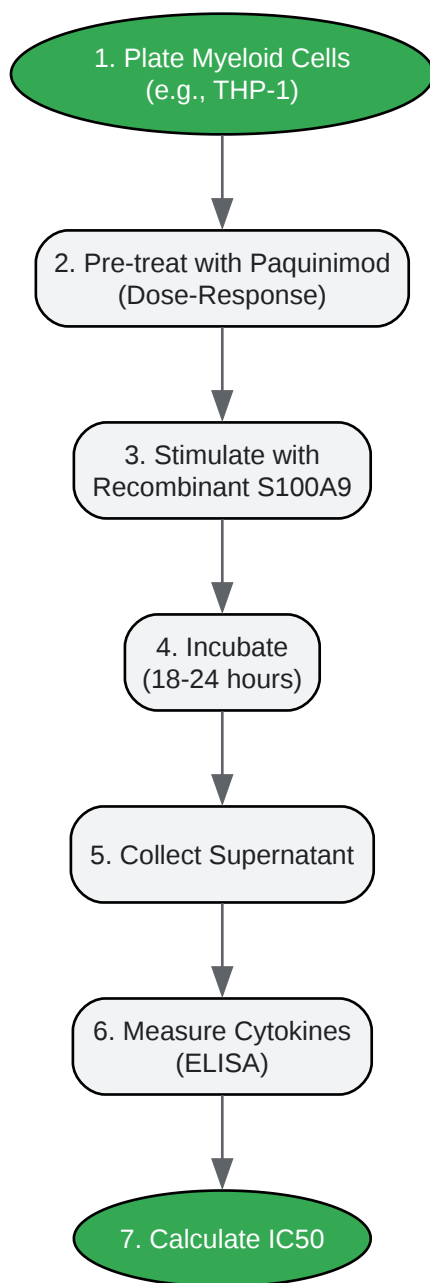 1. Plate Myeloid Cells
(e.g., THP-1)
2. Pre-treat with Paquinimod
(Dose-Response)
3. Stimulate with
Recombinant S100A9
4. Incubate
(18-24 hours)
5. Collect Supernatant
6. Measure Cytokines
(ELISA)
7. Calculate IC50